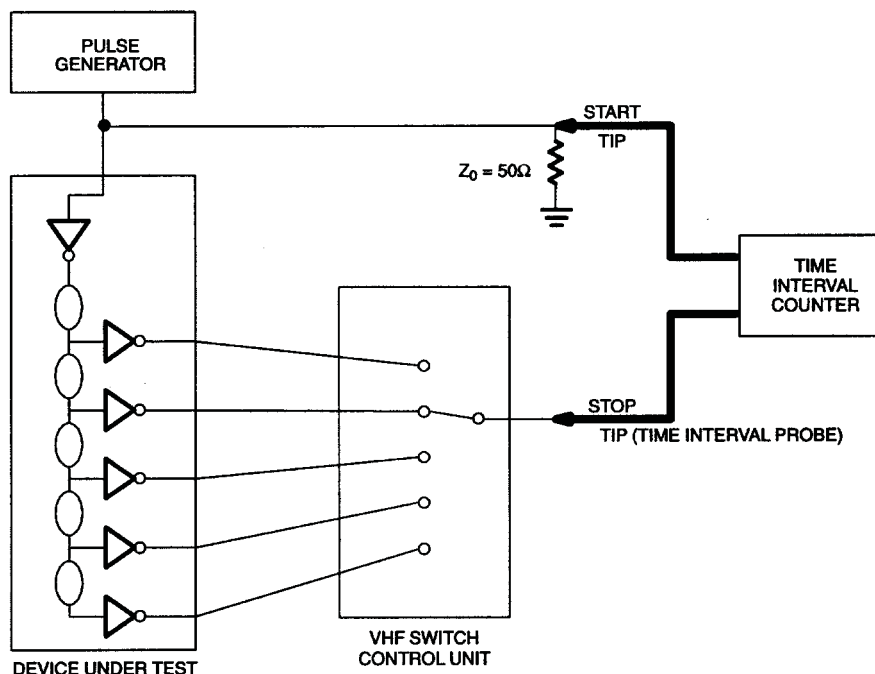 PULSE
GENERATOR
START
TIP
Z₀ = 50Ω
TIME
INTERVAL
COUNTER
STOP
TIP (TIME INTERVAL PROBE)
VHF SWITCH
CONTROL UNIT
DEVICE UNDER TEST